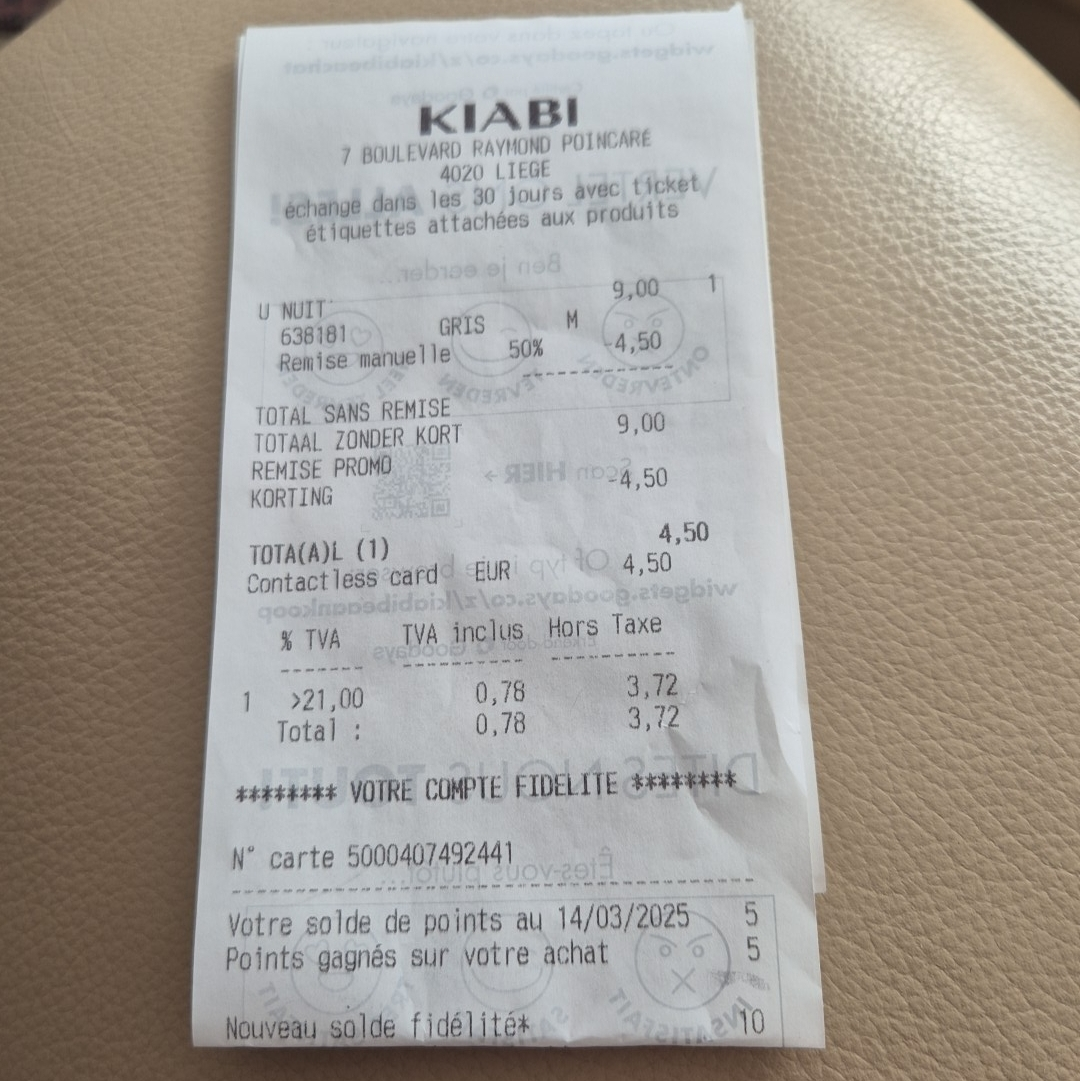 KIABI
7 BOULEVARD RAYMOND POINCARE
4020 LIEGE
échange dans les 30 jours avec ticket
étiquettes attachées aux produits
U NUIT 9,00 1
638181 GRIS M
Remise manuelle 50% -4,50
TOTAL SANS REMISE
TOTAAL ZONDER KORT 9,00
REMISE PROMO
KORTING -4,50
TOTA(A)L (1) 4,50
Contactless card EUR 4,50
% TVA TVA inclus Hors Taxe
1 >21,00 0,78 3,72
Total : 0,78 3,72
******** VOTRE COMPTE FIDELITE ********
N° carte 5000407492441
Votre solde de points au 14/03/2025 5
Points gagnés sur votre achat 5
Nouveau solde fidélité* 10